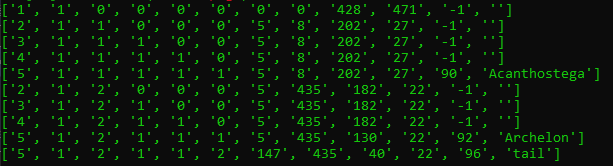 ['1', '1', '0', '0', '0', '0', '0', '0', '428', '471', '-1', '']
['2', '1', '1', '0', '0', '0', '5', '8', '202', '27', '-1', '']
['3', '1', '1', '1', '0', '0', '5', '8', '202', '27', '-1', '']
['4', '1', '1', '1', '1', '0', '5', '8', '202', '27', '-1', '']
['5', '1', '1', '1', '1', '1', '5', '8', '202', '27', '90', 'Acanthostega']
['2', '1', '2', '0', '0', '0', '5', '435', '182', '22', '-1', '']
['3', '1', '2', '1', '0', '0', '5', '435', '182', '22', '-1', '']
['4', '1', '2', '1', '1', '0', '5', '435', '182', '22', '-1', '']
['5', '1', '2', '1', '1', '1', '5', '435', '130', '22', '92', 'Archelon']
['5', '1', '2', '1', '1', '2', '147', '435', '40', '22', '96', 'tail']